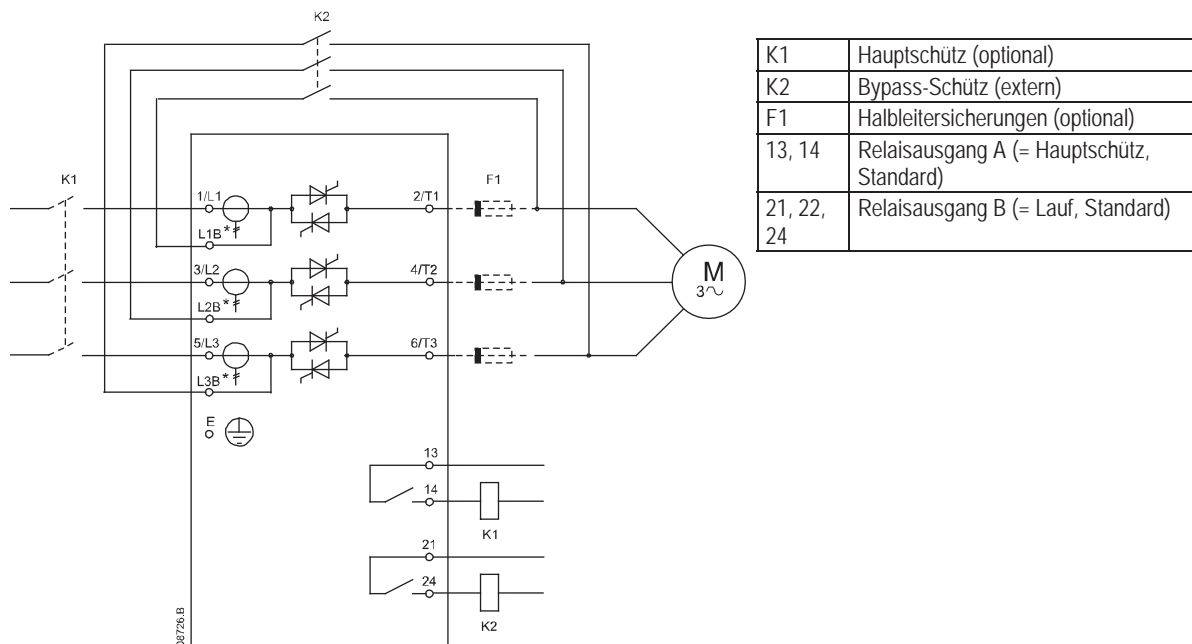 K2
K1
F1
1/L1
2/T1
L1B *
3/L2
4/T2
L2B *
5/L3
6/T3
L3B *
E
M
3～
13
14
K1
21
24
K2
08726.B
K1 Hauptschütz (optional)
K2 Bypass-Schütz (extern)
F1 Halbleitersicherungen (optional)
13, 14 Relaisausgang A (= Hauptschütz,
Standard)
21, 22, Relaisausgang B (= Lauf, Standard)
24